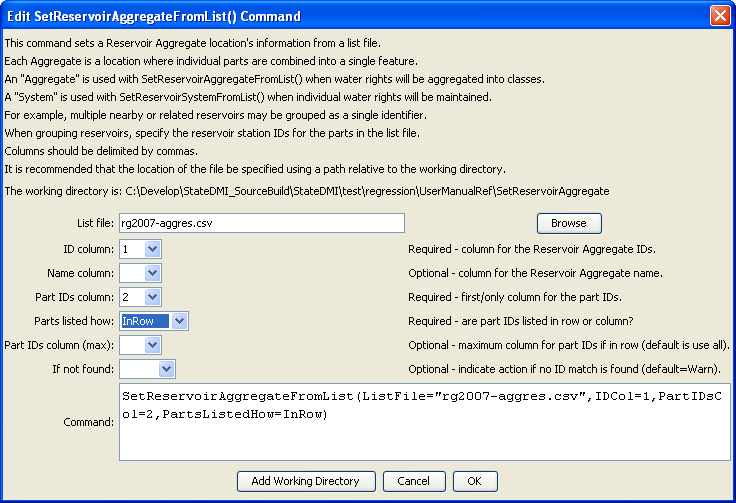 Edit SetReservoirAggregateFromList() Command
This command sets a Reservoir Aggregate location's information from a list file.
Each Aggregate is a location where individual parts are combined into a single feature.
An "Aggregate" is used with SetReservoirAggregateFromList() when water rights will be aggregated into classes.
A "System" is used with SetReservoirSystemFromList() when individual water rights will be maintained.
For example, multiple nearby or related reservoirs may be grouped as a single identifier.
When grouping reservoirs, specify the reservoir station IDs for the parts in the list file.
Columns should be delimited by commas.
It is recommended that the location of the file be specified using a path relative to the working directory.
The working directory is: C:\Develop\StateDMI_SourceBuild\StateDMI\test\regression\UserManualRef\SetReservoirAggregate
List file: rg2007-aggres.csv Browse
ID column: 1 Required - column for the Reservoir Aggregate IDs.
Name column: Optional - column for the Reservoir Aggregate name.
Part IDs column: 2 Required - first/only column for the part IDs.
Parts listed how: InRow Required - are part IDs listed in row or column?
Part IDs column (max): Optional - maximum column for part IDs if in row (default is use all).
If not found: Optional - indicate action if no ID match is found (default=Warn).
Command: SetReservoirAggregateFromList(ListFile="rg2007-aggres.csv",IDCol=1,PartIDsC
ol=2,PartsListedHow=InRow)
Add Working Directory Cancel OK